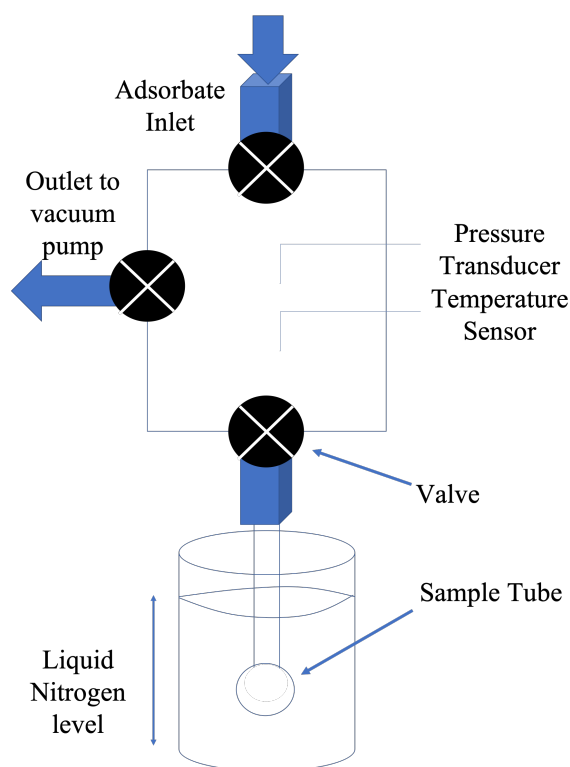 Adsorbate
Inlet
Outlet to
vacuum
pump
Pressure
Transducer
Temperature
Sensor
Valve
Sample Tube
Liquid
Nitrogen
level